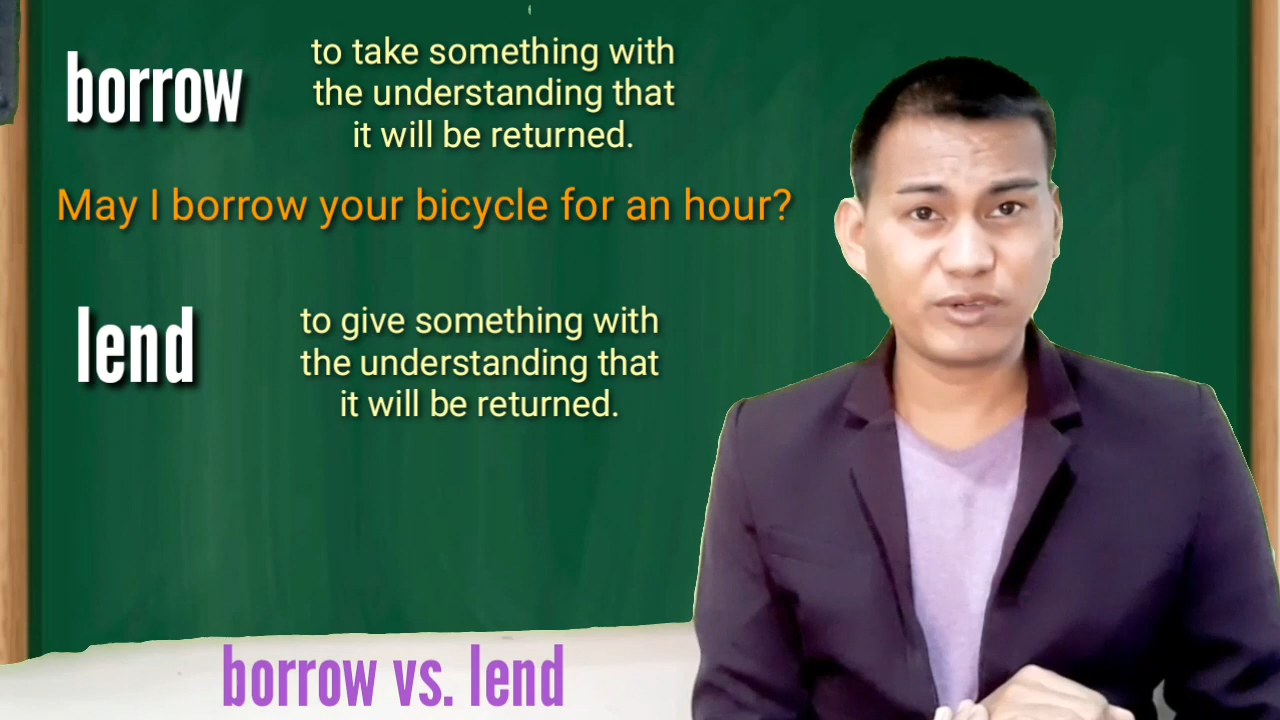 borrow
to take something with
the understanding that
it will be returned.
May I borrow your bicycle for an hour?
lend
to give something with
the understanding that
it will be returned.
borrow vs. lend